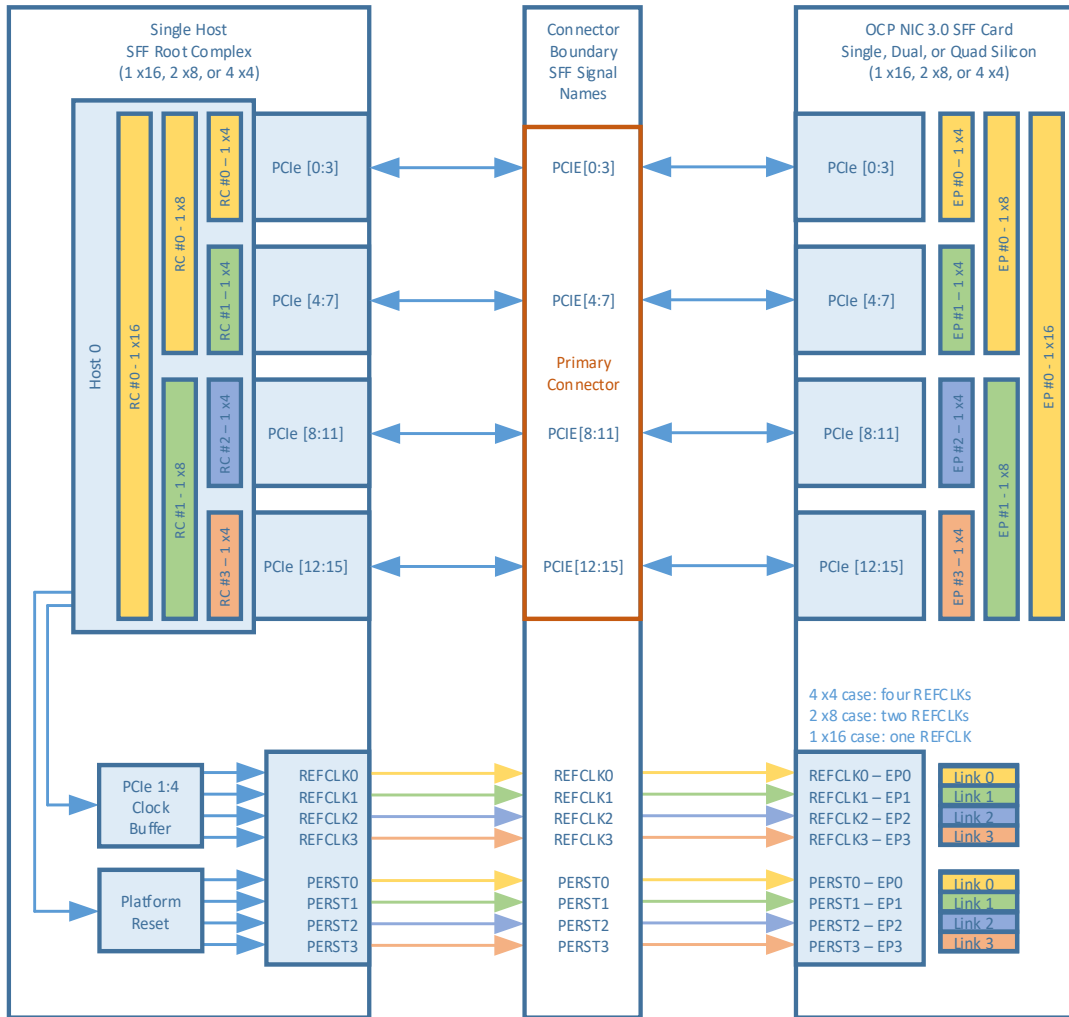 Single Host
SFF Root Complex
(1 x16, 2 x8, or 4 x4)
Connector
Boundary
SFF Signal
Names
OCP NIC 3.0 SFF Card
Single, Dual, or Quad Silicon
(1 x16, 2 x8, or 4 x4)
Host 0
RC #0 - 1 x16
RC #0 - 1 x8
RC #1 - 1 x8
RC #0 – 1 x4
RC #1 – 1 x4
RC #2 – 1 x4
RC #3 – 1 x4
PCIe [0:3]
PCIe [4:7]
PCIe [8:11]
PCIe [12:15]
PCIE[0:3]
PCIE[4:7]
Primary
Connector
PCIE[8:11]
PCIE[12:15]
PCIe [0:3]
PCIe [4:7]
PCIe [8:11]
PCIe [12:15]
EP #0 – 1 x4
EP #1 – 1 x4
EP #2 – 1 x4
EP #3 – 1 x4
EP #0 - 1 x8
EP #1 - 1 x8
EP #0 - 1 x16
4 x4 case: four REFCLKs
2 x8 case: two REFCLKs
1 x16 case: one REFCLK
PCIe 1:4
Clock
Buffer
REFCLK0
REFCLK1
REFCLK2
REFCLK3
REFCLK0
REFCLK1
REFCLK2
REFCLK3
REFCLK0 – EP0
REFCLK1 – EP1
REFCLK2 – EP2
REFCLK3 – EP3
Link 0
Link 1
Link 2
Link 3
Platform
Reset
PERST0
PERST1
PERST2
PERST3
PERST0
PERST1
PERST2
PERST3
PERST0 – EP0
PERST1 – EP1
PERST2 – EP2
PERST3 – EP3
Link 0
Link 1
Link 2
Link 3